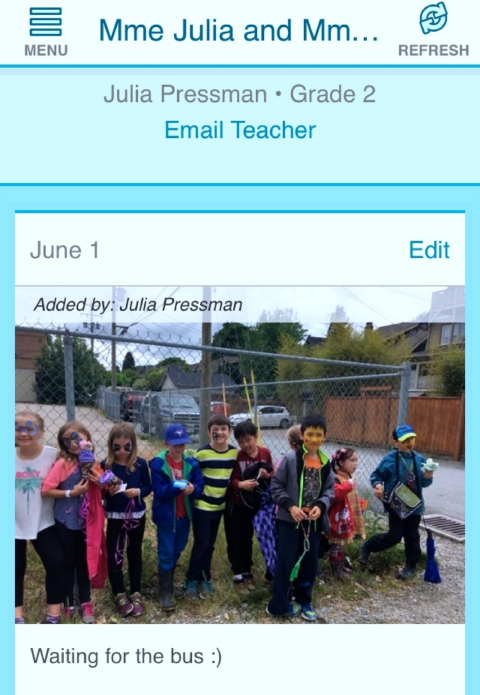 MENU
Mme Julia and Mm...
REFRESH
Julia Pressman • Grade 2
Email Teacher
June 1
Edit
Added by: Julia Pressman
Waiting for the bus :)